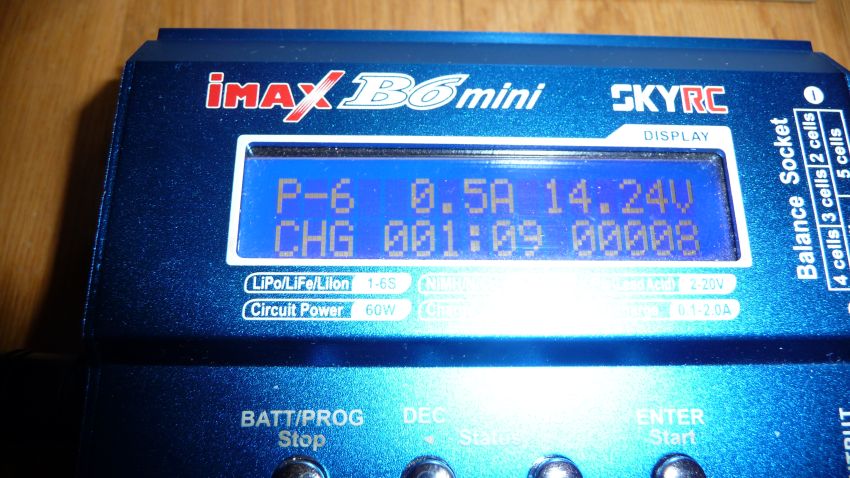 iMAX B6 mini SKYRC
DISPLAY
P-6 0.5A 14.24V
CHG 001:09 00008
LiPo/LiFe/LiIon 1-6S
2-20V
Circuit Power 60W
0.1-2.0A
BATT/PROG
Stop
DEC
Status
ENTER
Start
Balance Socket
2 cells
3 cells
4 cells
5 cells